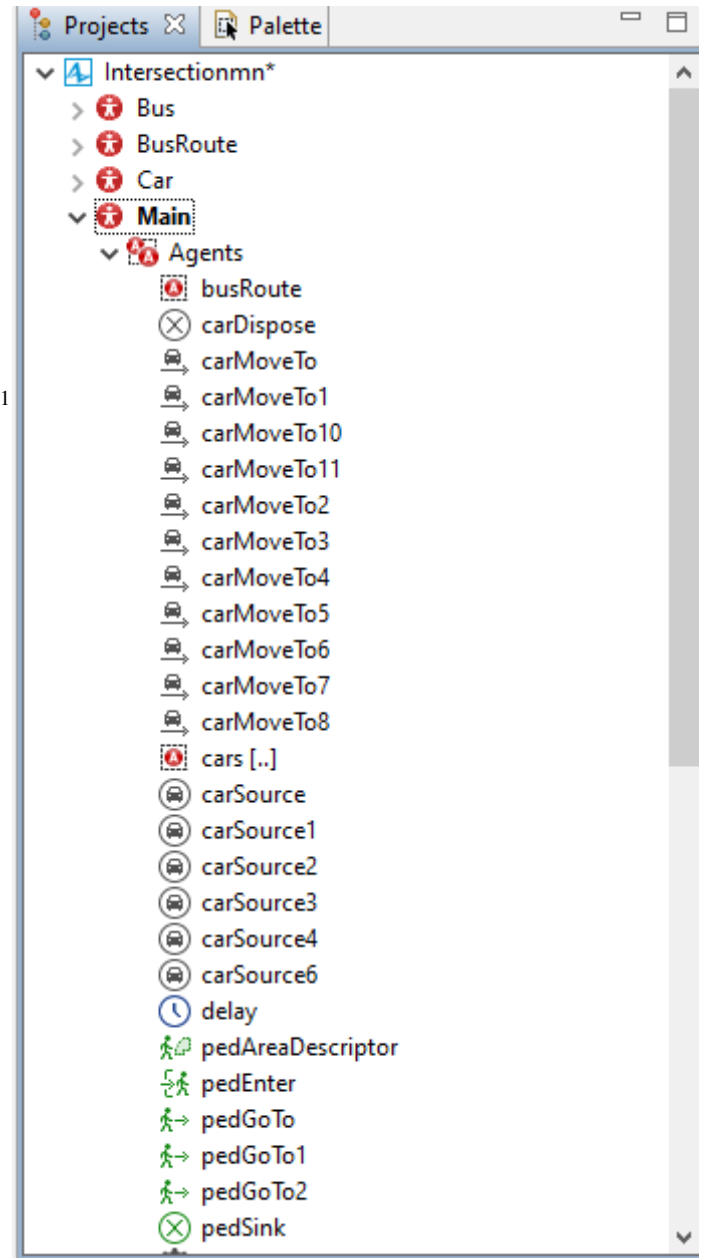 Projects Palette
Intersectionmn*
Bus
BusRoute
Car
Main
Agents
busRoute
carDispose
carMoveTo
1 carMoveTo1
carMoveTo10
carMoveTo11
carMoveTo2
carMoveTo3
carMoveTo4
carMoveTo5
carMoveTo6
carMoveTo7
carMoveTo8
cars [..]
carSource
carSource1
carSource2
carSource3
carSource4
carSource6
delay
pedAreaDescriptor
pedEnter
pedGoTo
pedGoTo1
pedGoTo2
pedSink